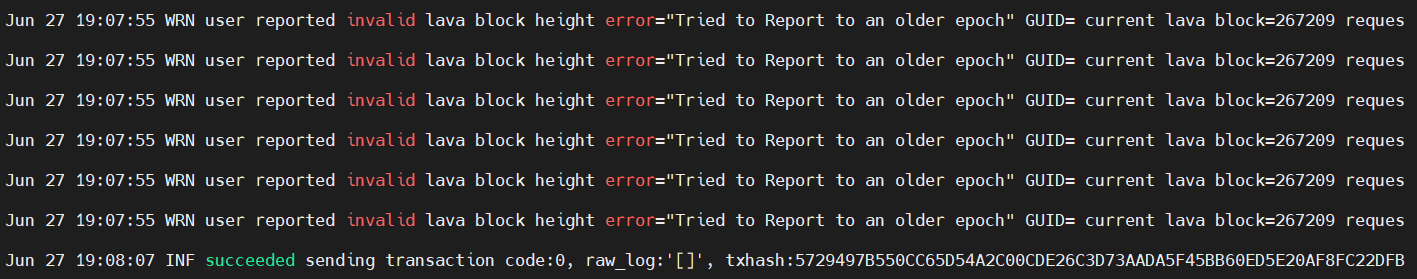 Jun 27 19:07:55 WRN user reported invalid lava block height error="Tried to Report to an older epoch" GUID= current lava block=267209 reques
Jun 27 19:07:55 WRN user reported invalid lava block height error="Tried to Report to an older epoch" GUID= current lava block=267209 reques
Jun 27 19:07:55 WRN user reported invalid lava block height error="Tried to Report to an older epoch" GUID= current lava block=267209 reques
Jun 27 19:07:55 WRN user reported invalid lava block height error="Tried to Report to an older epoch" GUID= current lava block=267209 reques
Jun 27 19:07:55 WRN user reported invalid lava block height error="Tried to Report to an older epoch" GUID= current lava block=267209 reques
Jun 27 19:07:55 WRN user reported invalid lava block height error="Tried to Report to an older epoch" GUID= current lava block=267209 reques
Jun 27 19:08:07 INF succeeded sending transaction code:0, raw_log:'[]', txhash:5729497B550CC65D54A2C00CDE26C3D73AADA5F45BB60ED5E20AF8FC22DFB